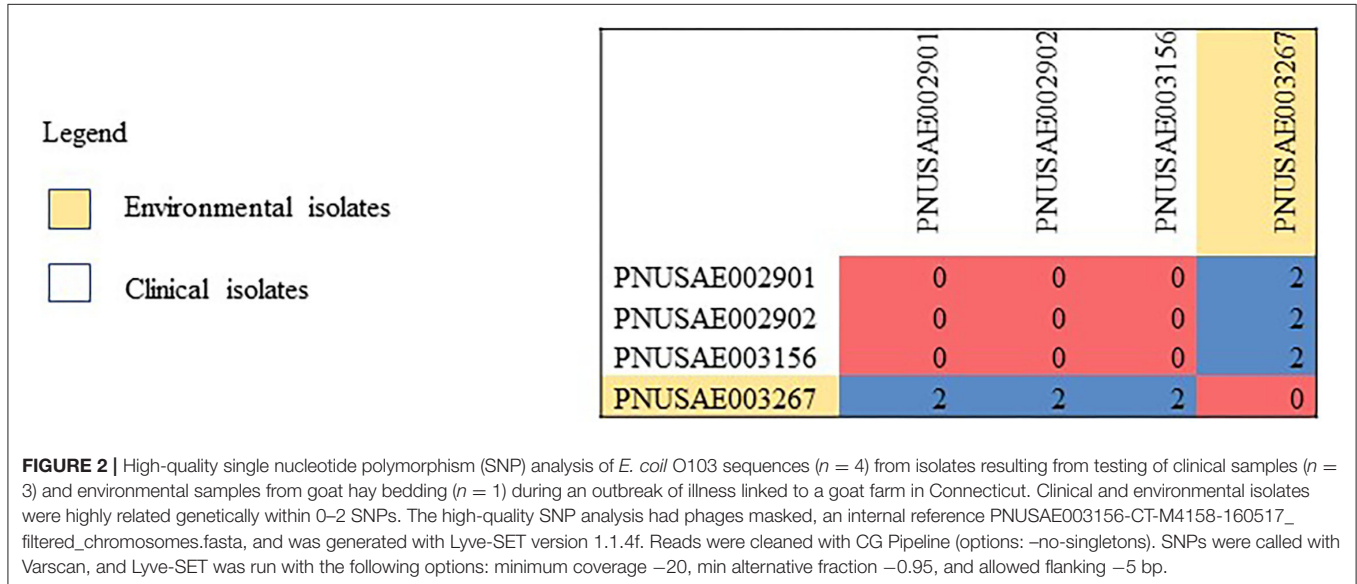 Legend
Environmental isolates
Clinical isolates
PNUSAE002901 PNUSAE002902 PNUSAE003156 PNUSAE003267
PNUSAE002901 0 0 0 2
PNUSAE002902 0 0 0 2
PNUSAE003156 0 0 0 2
PNUSAE003267 2 2 2 0
FIGURE 2 | High-quality single nucleotide polymorphism (SNP) analysis of E. coil O103 sequences (n = 4) from isolates resulting from testing of clinical samples (n =
3) and environmental samples from goat hay bedding (n = 1) during an outbreak of illness linked to a goat farm in Connecticut. Clinical and environmental isolates
were highly related genetically within 0–2 SNPs. The high-quality SNP analysis had phages masked, an internal reference PNUSAE003156-CT-M4158-160517_
filtered_chromosomes.fasta, and was generated with Lyve-SET version 1.1.4f. Reads were cleaned with CG Pipeline (options: –no-singletons). SNPs were called with
Varscan, and Lyve-SET was run with the following options: minimum coverage −20, min alternative fraction −0.95, and allowed flanking −5 bp.